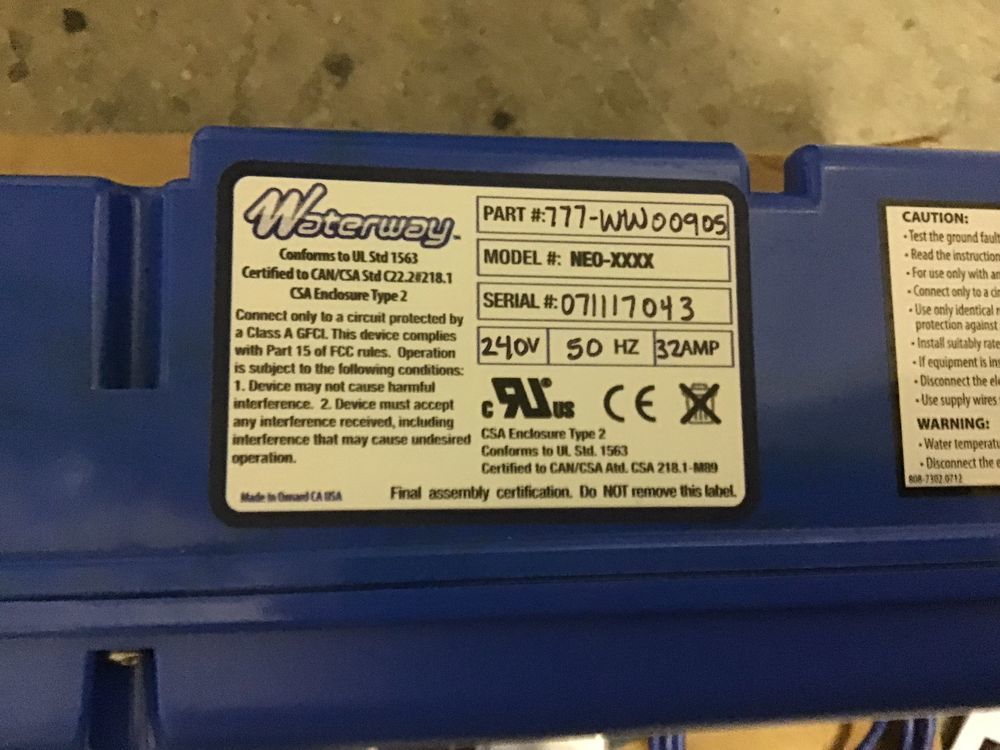 Waterway™
Conforms to UL Std 1563
Certified to CAN/CSA Std C22.2#218.1
CSA Enclosure Type 2
Connect only to a circuit protected by
a Class A GFCI. This device complies
with Part 15 of FCC rules. Operation
is subject to the following conditions:
1. Device may not cause harmful
interference. 2. Device must accept
any interference received, including
interference that may cause undesired
operation.
Made in Oxnard CA USA
PART #:777-WW00905
MODEL #: NEO-XXXX
SERIAL #: 071117043
240V 50 HZ 32AMP
c RU® US CE
CSA Enclosure Type 2
Conforms to UL Std. 1563
Certified to CAN/CSA Atd. CSA 218.1-M89
Final assembly certification. Do NOT remove this label.
CAUTION:
• Test the ground fault
• Read the instruction
• For use only with an
• Connect only to a cir
• Use only identical r
protection against
• Install suitably rate
• If equipment is ins
• Disconnect the ele
• Use supply wires
WARNING:
• Water temperatu
• Disconnect the e
808-7302.0712